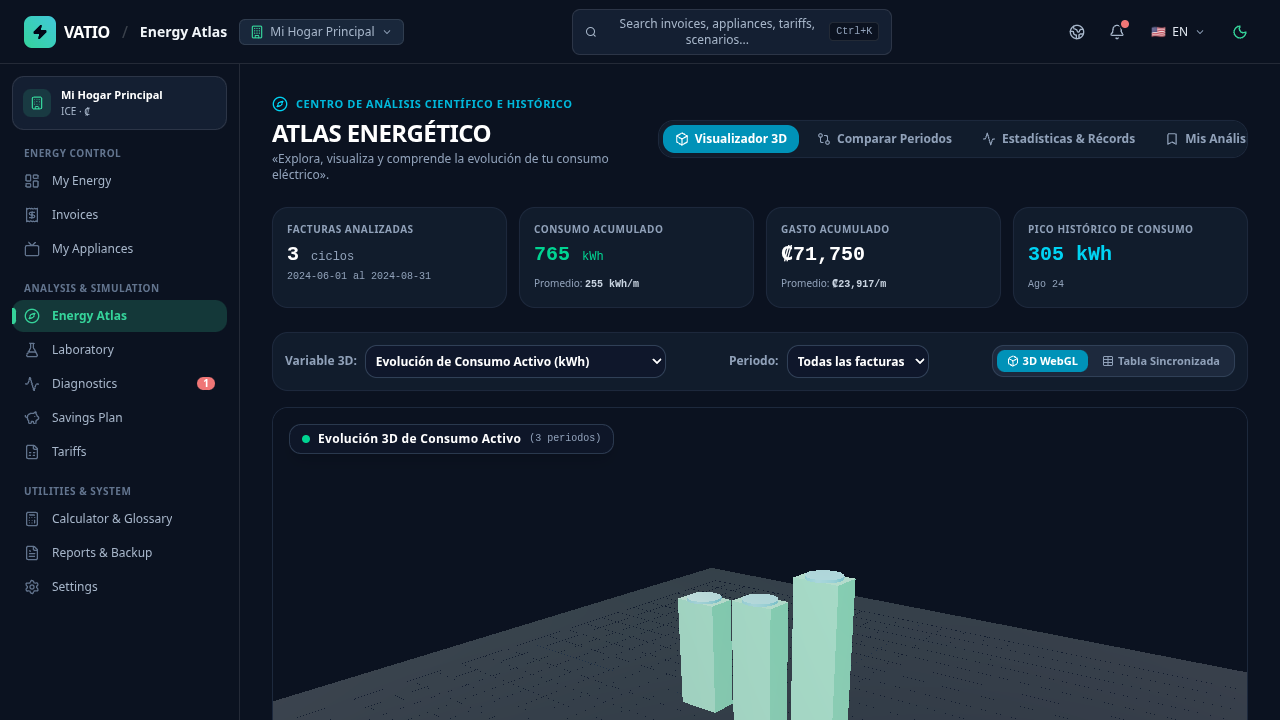 VATIO / Energy Atlas
Mi Hogar Principal
Search invoices, appliances, tariffs,
scenarios...
Ctrl+K
🇺🇸 EN
Mi Hogar Principal
ICE · ₡
ENERGY CONTROL
My Energy
Invoices
My Appliances
ANALYSIS & SIMULATION
Energy Atlas
Laboratory
Diagnostics 1
Savings Plan
Tariffs
UTILITIES & SYSTEM
Calculator & Glossary
Reports & Backup
Settings
CENTRO DE ANÁLISIS CIENTÍFICO E HISTÓRICO
ATLAS ENERGÉTICO
«Explora, visualiza y comprende la evolución de tu consumo
eléctrico».
Visualizador 3D
Comparar Periodos
Estadísticas & Récords
Mis Anális
FACTURAS ANALIZADAS
3 ciclos
2024-06-01 al 2024-08-31
CONSUMO ACUMULADO
765 kWh
Promedio: 255 kWh/m
GASTO ACUMULADO
₡71,750
Promedio: ₡23,917/m
PICO HISTÓRICO DE CONSUMO
305 kWh
Ago 24
Variable 3D: Evolución de Consumo Activo (kWh)
Periodo: Todas las facturas
3D WebGL
Tabla Sincronizada
Evolución 3D de Consumo Activo (3 periodos)